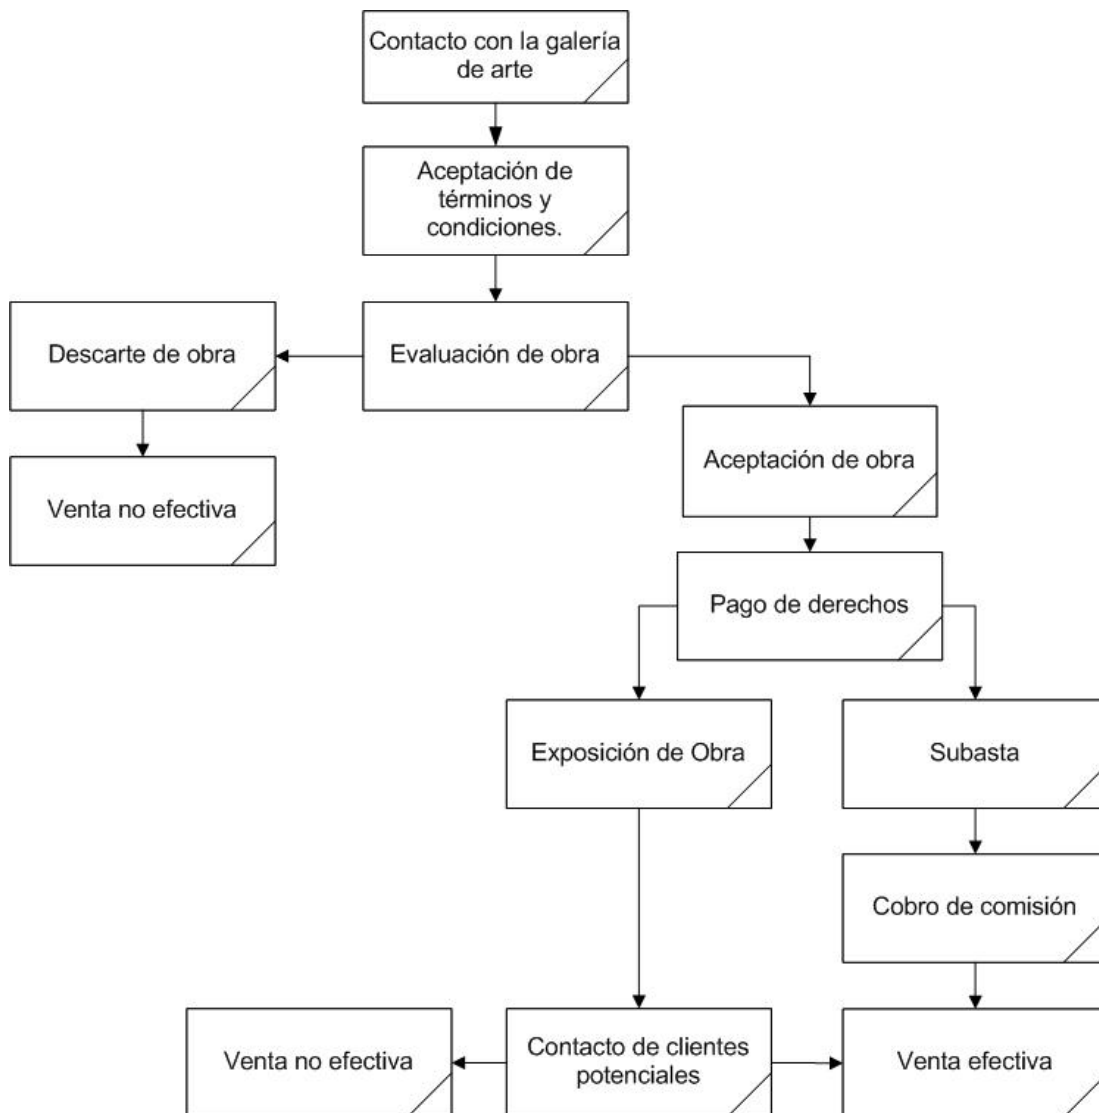 Contacto con la galería
de arte
Aceptación de
términos y
condiciones.
Descarte de obra
Evaluación de obra
Aceptación de obra
Venta no efectiva
Pago de derechos
Exposición de Obra
Subasta
Cobro de comisión
Venta no efectiva
Contacto de clientes
potenciales
Venta efectiva